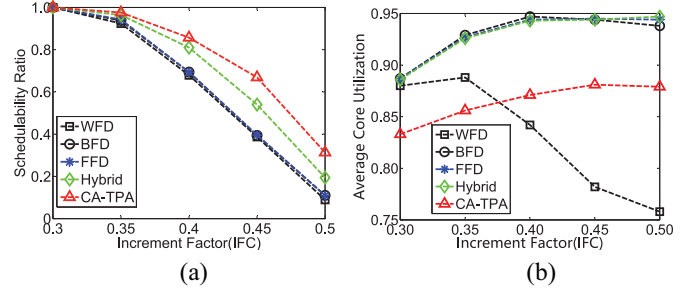 1.0
0.8
0.6
0.4
0.2
0
Schedulability Ratio
WFD
BFD
FFD
Hybrid
CA-TPA
0.3 0.35 0.4 0.45 0.5
Increment Factor(IFC)
(a)
0.95
0.90
0.85
0.80
0.75
Average Core Utilization
WFD
BFD
FFD
Hybrid
CA-TPA
0.30 0.35 0.40 0.45 0.50
Increment Factor(IFC)
(b)